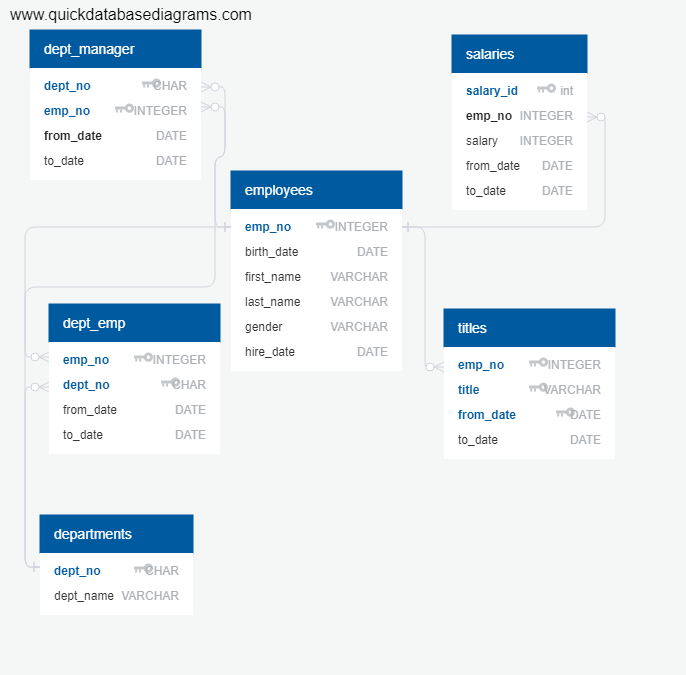 www.quickdatabasediagrams.com
dept_manager
dept_no CHAR
emp_no INTEGER
from_date DATE
to_date DATE
salaries
salary_id int
emp_no INTEGER
salary INTEGER
from_date DATE
to_date DATE
employees
emp_no INTEGER
birth_date DATE
first_name VARCHAR
last_name VARCHAR
gender VARCHAR
hire_date DATE
dept_emp
emp_no INTEGER
dept_no CHAR
from_date DATE
to_date DATE
titles
emp_no INTEGER
title VARCHAR
from_date DATE
to_date DATE
departments
dept_no CHAR
dept_name VARCHAR